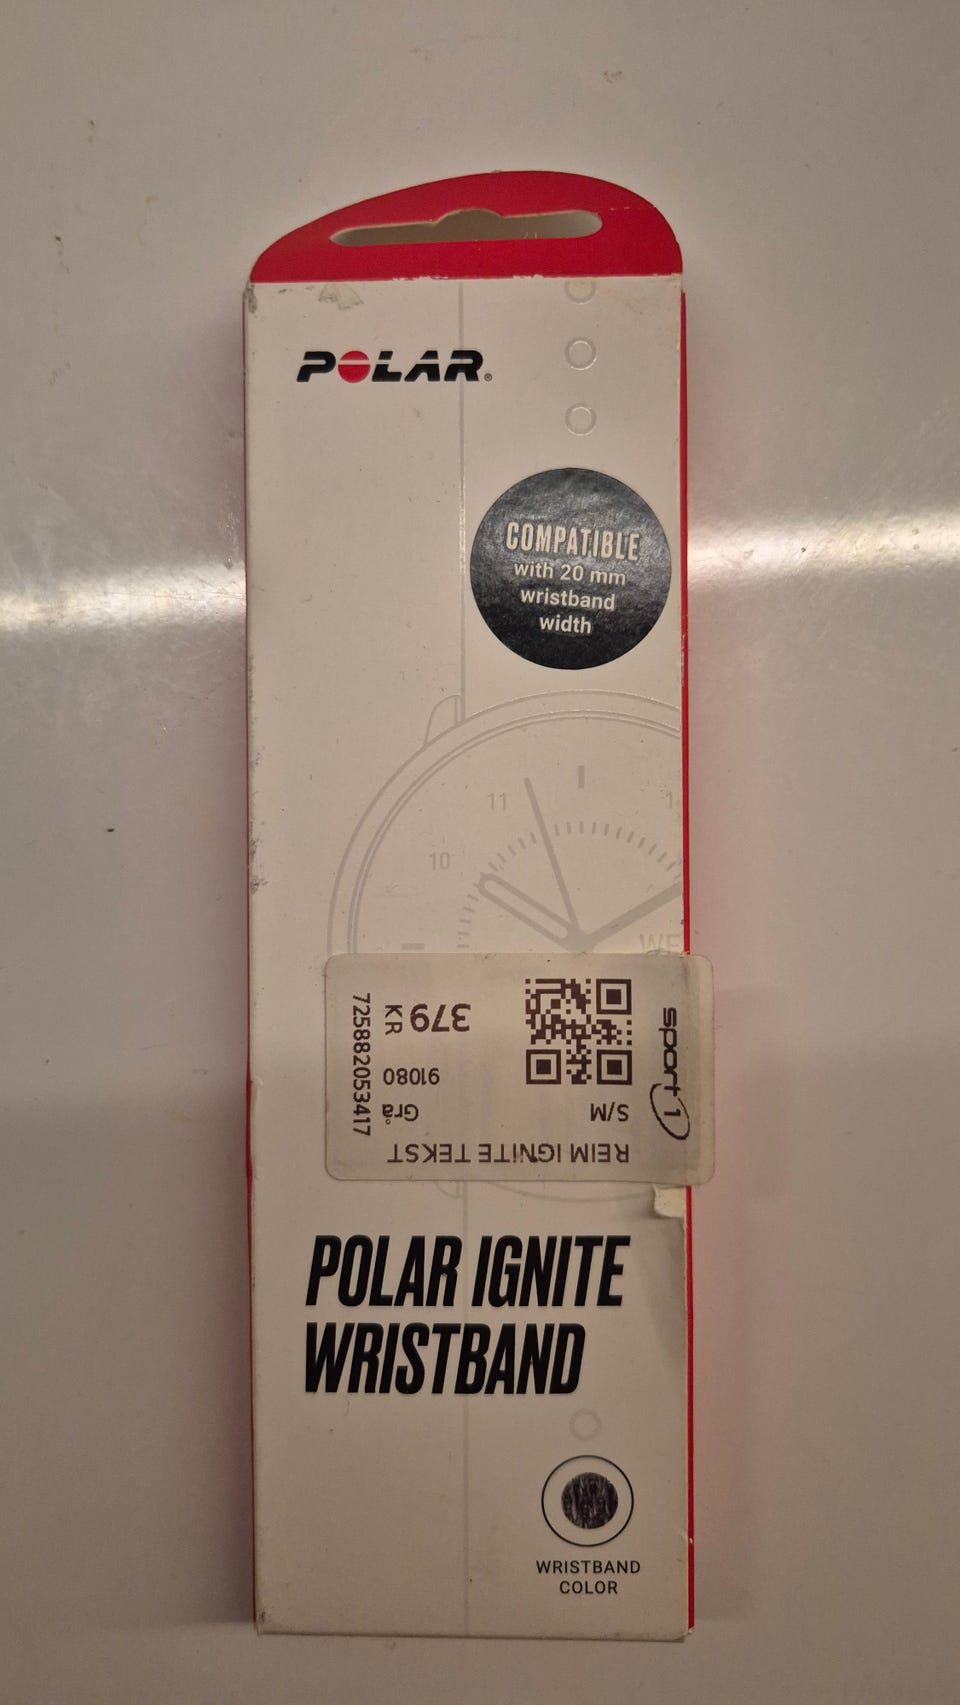 POLAR®
COMPATIBLE
with 20 mm
wristband
width
11
10
sport 1
REIM IGNITE TEKST
S/M Grå
91080
379 KR
725882053417
POLAR IGNITE
WRISTBAND
WRISTBAND
COLOR